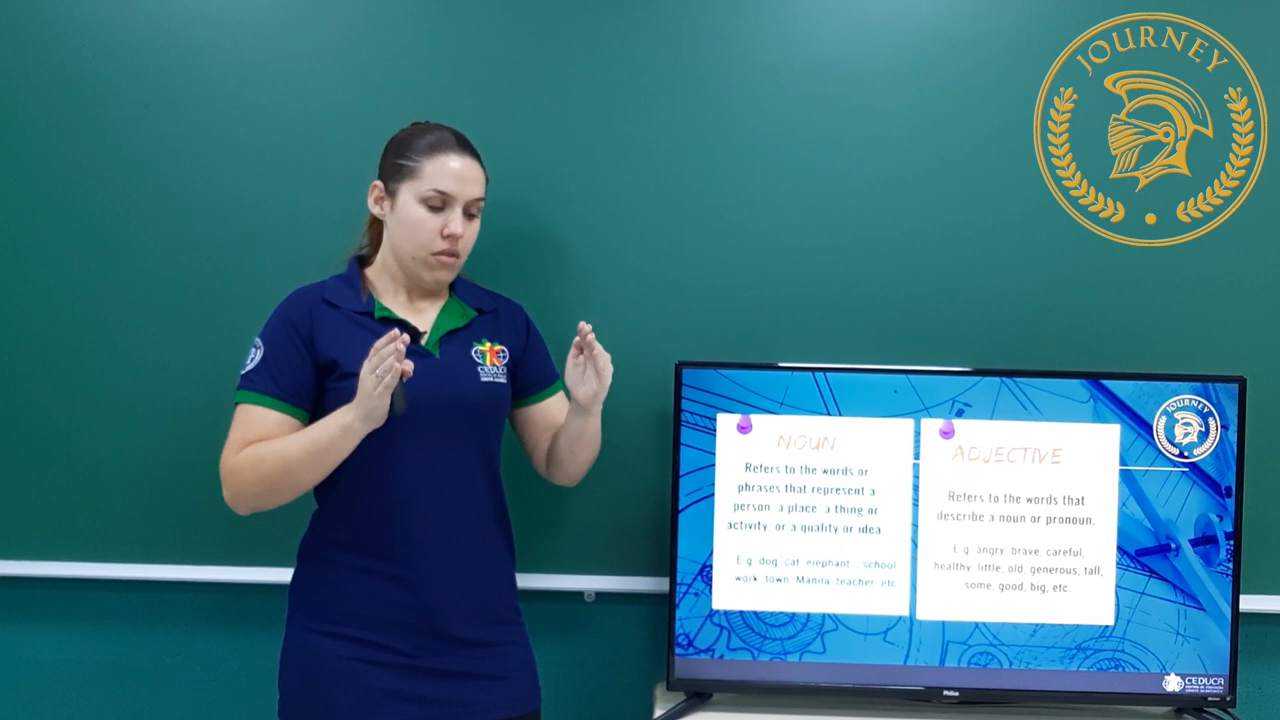 JOURNEY
CEDUCA
NOUN
Refers to the words or
phrases that represent a
person a place a thing or
activity or a quality or idea
E.g dog cat elephant school
work town Manila teacher etc
ADJECTIVE
Refers to the words that
describe a noun or pronoun.
E.g. angry brave careful,
healthy little, old, generous, tall,
some, good, big, etc.
JOURNEY
CEDUCA
Philco